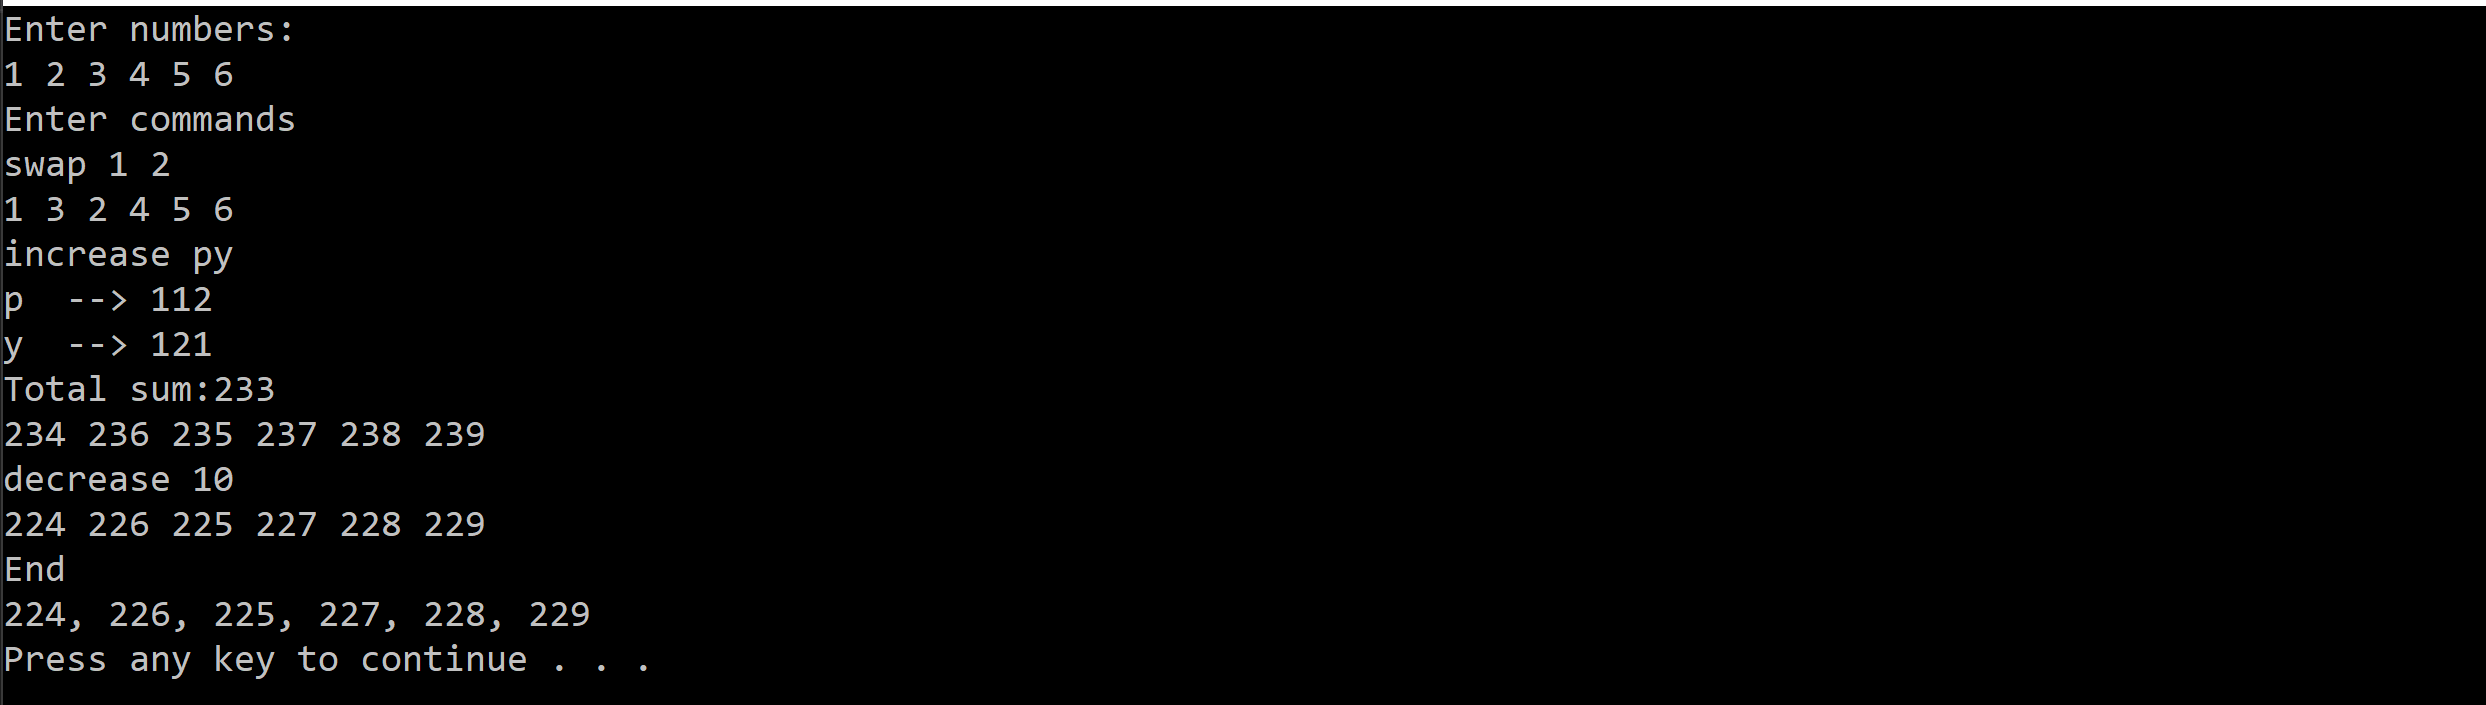 Enter numbers:
1 2 3 4 5 6
Enter commands
swap 1 2
1 3 2 4 5 6
increase py
p  --> 112
y  --> 121
Total sum:233
234 236 235 237 238 239
decrease 10
224 226 225 227 228 229
End
224, 226, 225, 227, 228, 229
Press any key to continue . . .